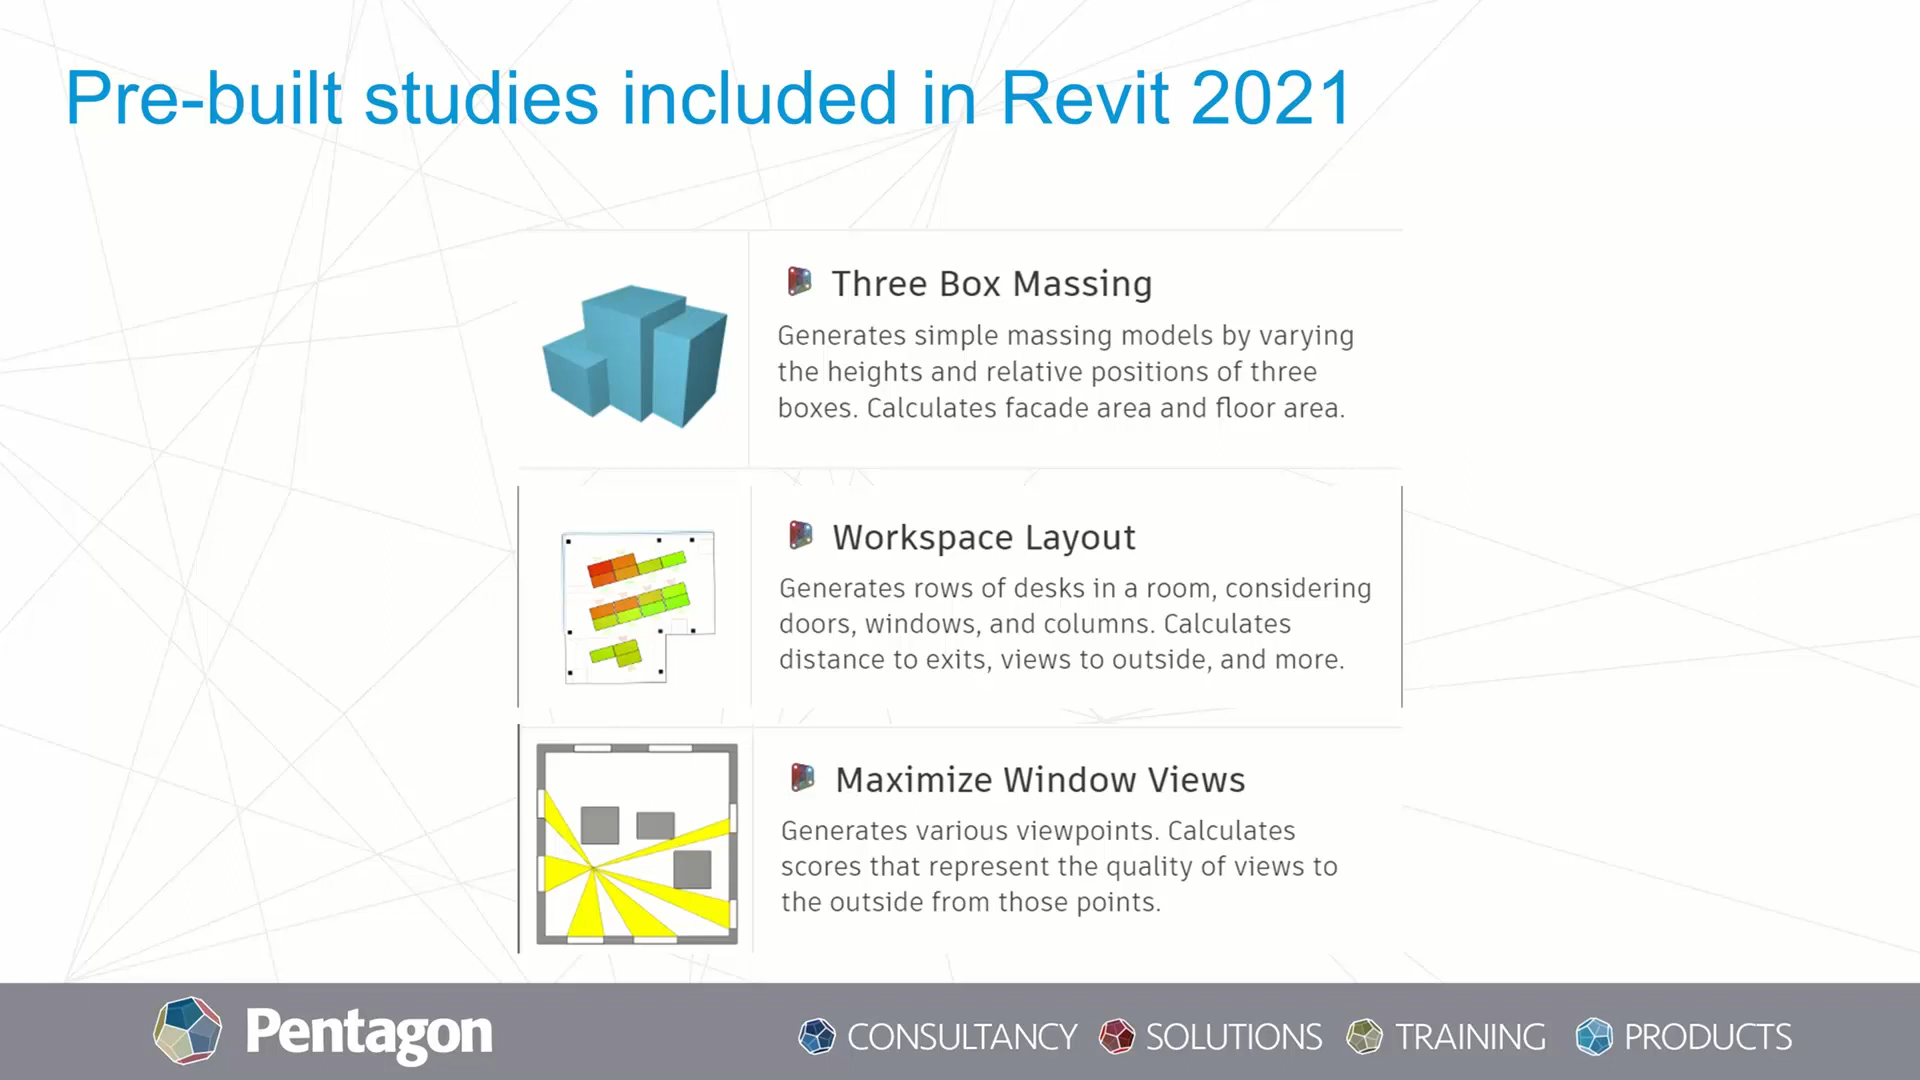 Pre-built studies included in Revit 2021
Three Box Massing
Generates simple massing models by varying
the heights and relative positions of three
boxes. Calculates facade area and floor area.
Workspace Layout
Generates rows of desks in a room, considering
doors, windows, and columns. Calculates
distance to exits, views to outside, and more.
Maximize Window Views
Generates various viewpoints. Calculates
scores that represent the quality of views to
the outside from those points.
Pentagon
CONSULTANCY SOLUTIONS TRAINING PRODUCTS